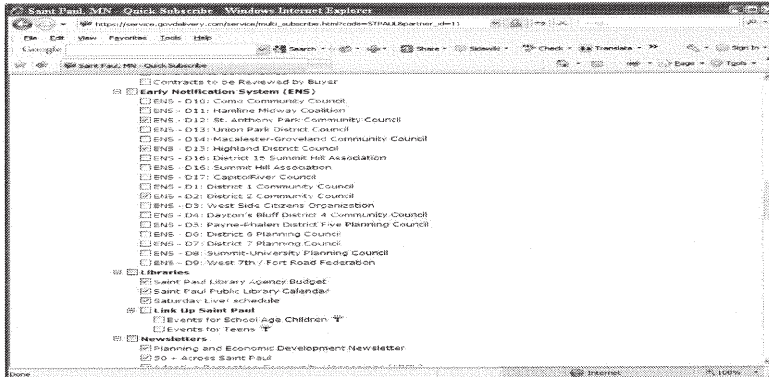 Saint Paul, MN - Quick Subscribe - Windows Internet Explorer
https://service.govdelivery.com/service/multi_subscribe.html?code=STPAUL&partner_id=11
File Edit View Favorites Tools Help
Google Search Share Sidewiki Check Translate Sign In
Saint Paul, MN - Quick Subscribe Page Tools
Contracts to be Reviewed by Buyer
Early Notification System (ENS)
ENS - D10: Como Community Council
ENS - D11: Hamline Midway Coalition
ENS - D12: St. Anthony Park Community Council
ENS - D13: Union Park District Council
ENS - D14: Macalester-Groveland Community Council
ENS - D15: Highland District Council
ENS - D16: District 16 Summit Hill Association
ENS - D16: Summit Hill Association
ENS - D17: CapitolRiver Council
ENS - D1: District 1 Community Council
ENS - D2: District 2 Community Council
ENS - D3: West Side Citizens Organization
ENS - D4: Dayton's Bluff District 4 Community Council
ENS - D5: Payne-Phalen District Five Planning Council
ENS - D6: District 6 Planning Council
ENS - D7: District 7 Planning Council
ENS - D8: Summit-University Planning Council
ENS - D9: West 7th / Fort Road Federation
Libraries
Saint Paul Library Agency Budget
Saint Paul Public Library Calendar
Saturday Live! schedule
Link Up Saint Paul
Events for School Age Children
Events for Teens
Newsletters
Planning and Economic Development Newsletter
50 + Across Saint Paul
Done Internet 100%